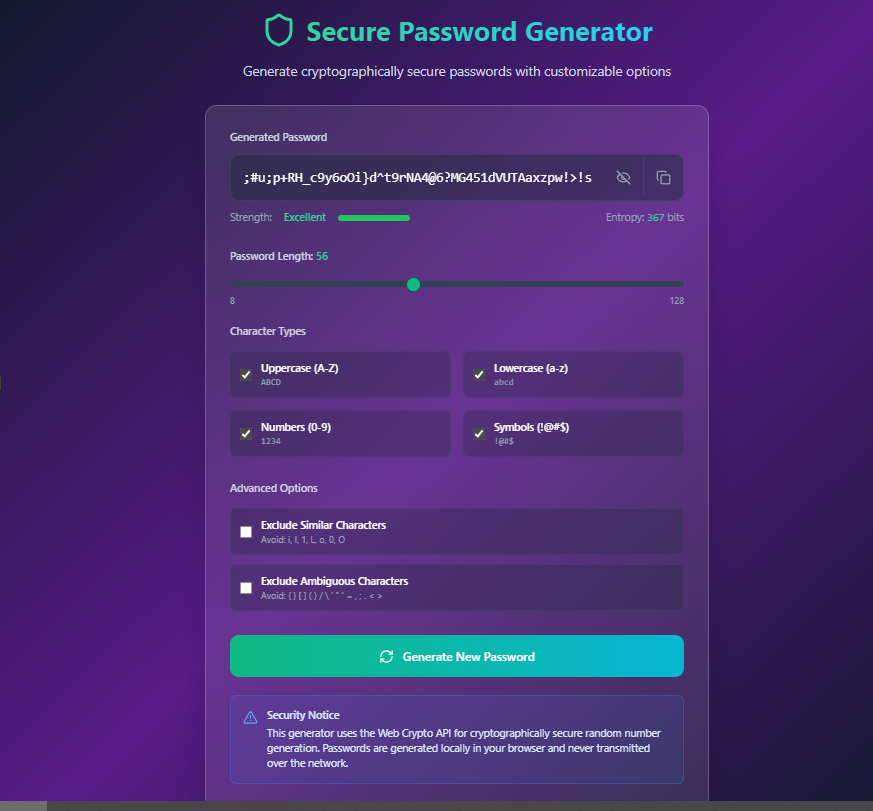 Secure Password Generator
Generate cryptographically secure passwords with customizable options
Generated Password
;#u;p+RH_c9y6oOi}d^t9rNA4@6?MG451dVUTAaxzpw!>!s
Strength: Excellent Entropy: 367 bits
Password Length: 56
8 128
Character Types
Uppercase (A-Z) Lowercase (a-z)
ABCD abcd
Numbers (0-9) Symbols (!@#$)
1234 !@#$
Advanced Options
Exclude Similar Characters
Avoid: i, l, 1, L, o, 0, O
Exclude Ambiguous Characters
Avoid: { } [ ] ( ) / \ ' " ` ~ , ; . < >
Generate New Password
Security Notice
This generator uses the Web Crypto API for cryptographically secure random number
generation. Passwords are generated locally in your browser and never transmitted
over the network.